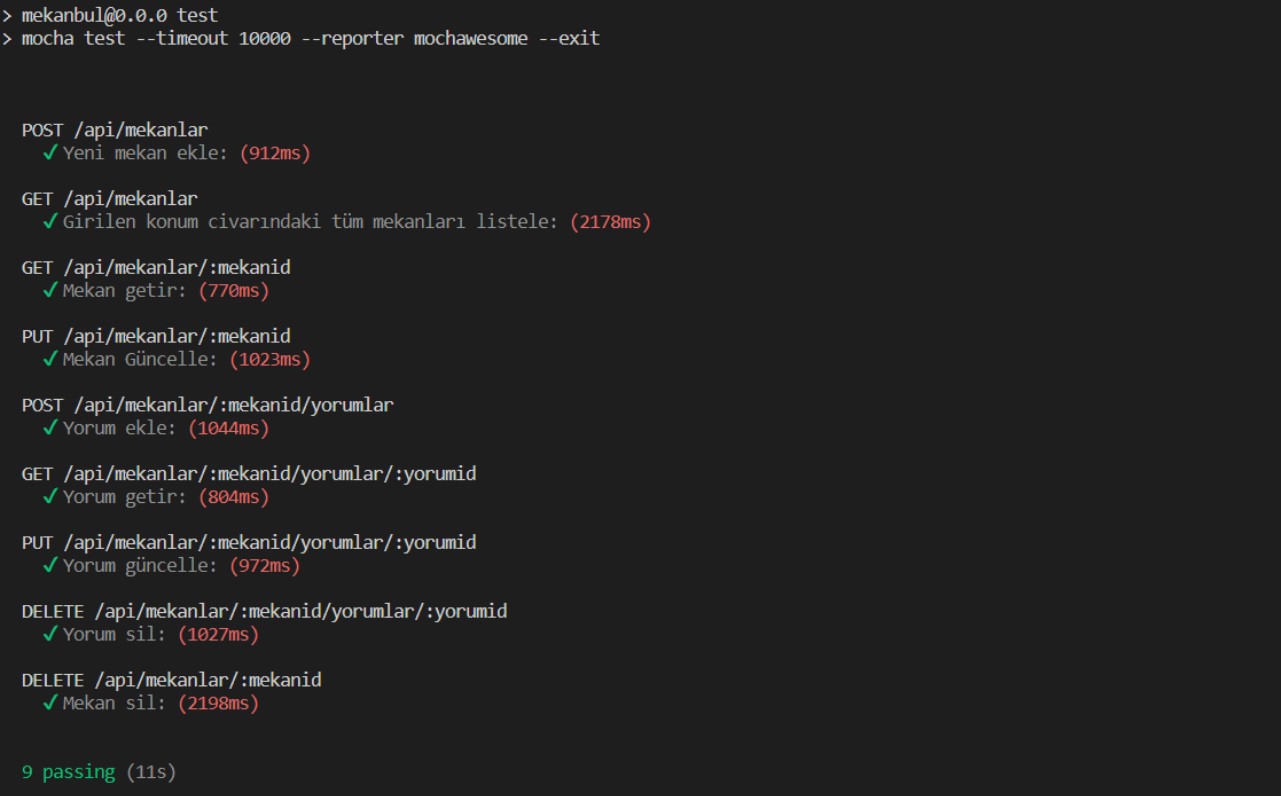 > mekanbul@0.0.0 test
> mocha test --timeout 10000 --reporter mochawesome --exit
POST /api/mekanlar
✓ Yeni mekan ekle: (912ms)
GET /api/mekanlar
✓ Girilen konum civarındaki tüm mekanları listele: (2178ms)
GET /api/mekanlar/:mekanid
✓ Mekan getir: (770ms)
PUT /api/mekanlar/:mekanid
✓ Mekan Güncelle: (1023ms)
POST /api/mekanlar/:mekanid/yorumlar
✓ Yorum ekle: (1044ms)
GET /api/mekanlar/:mekanid/yorumlar/:yorumid
✓ Yorum getir: (804ms)
PUT /api/mekanlar/:mekanid/yorumlar/:yorumid
✓ Yorum güncelle: (972ms)
DELETE /api/mekanlar/:mekanid/yorumlar/:yorumid
✓ Yorum sil: (1027ms)
DELETE /api/mekanlar/:mekanid
✓ Mekan sil: (2198ms)
9 passing (11s)